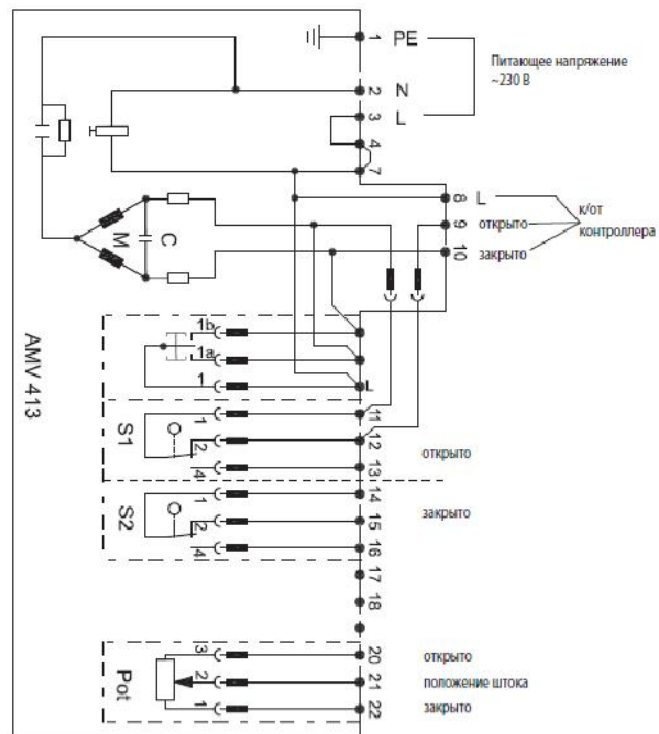 1 PE
Питающее напряжение
~230 В
2 N
3 L
4
7
8 L
9 открыто
10 закрыто
к/от
контроллера
M
C
AMV 413
1b
1a
1
L
S1
1
2
4
11
12
13
открыто
S2
1
2
4
14
15
16
закрыто
17
18
Pot
3
2
1
20 открыто
21 положение штока
22 закрыто